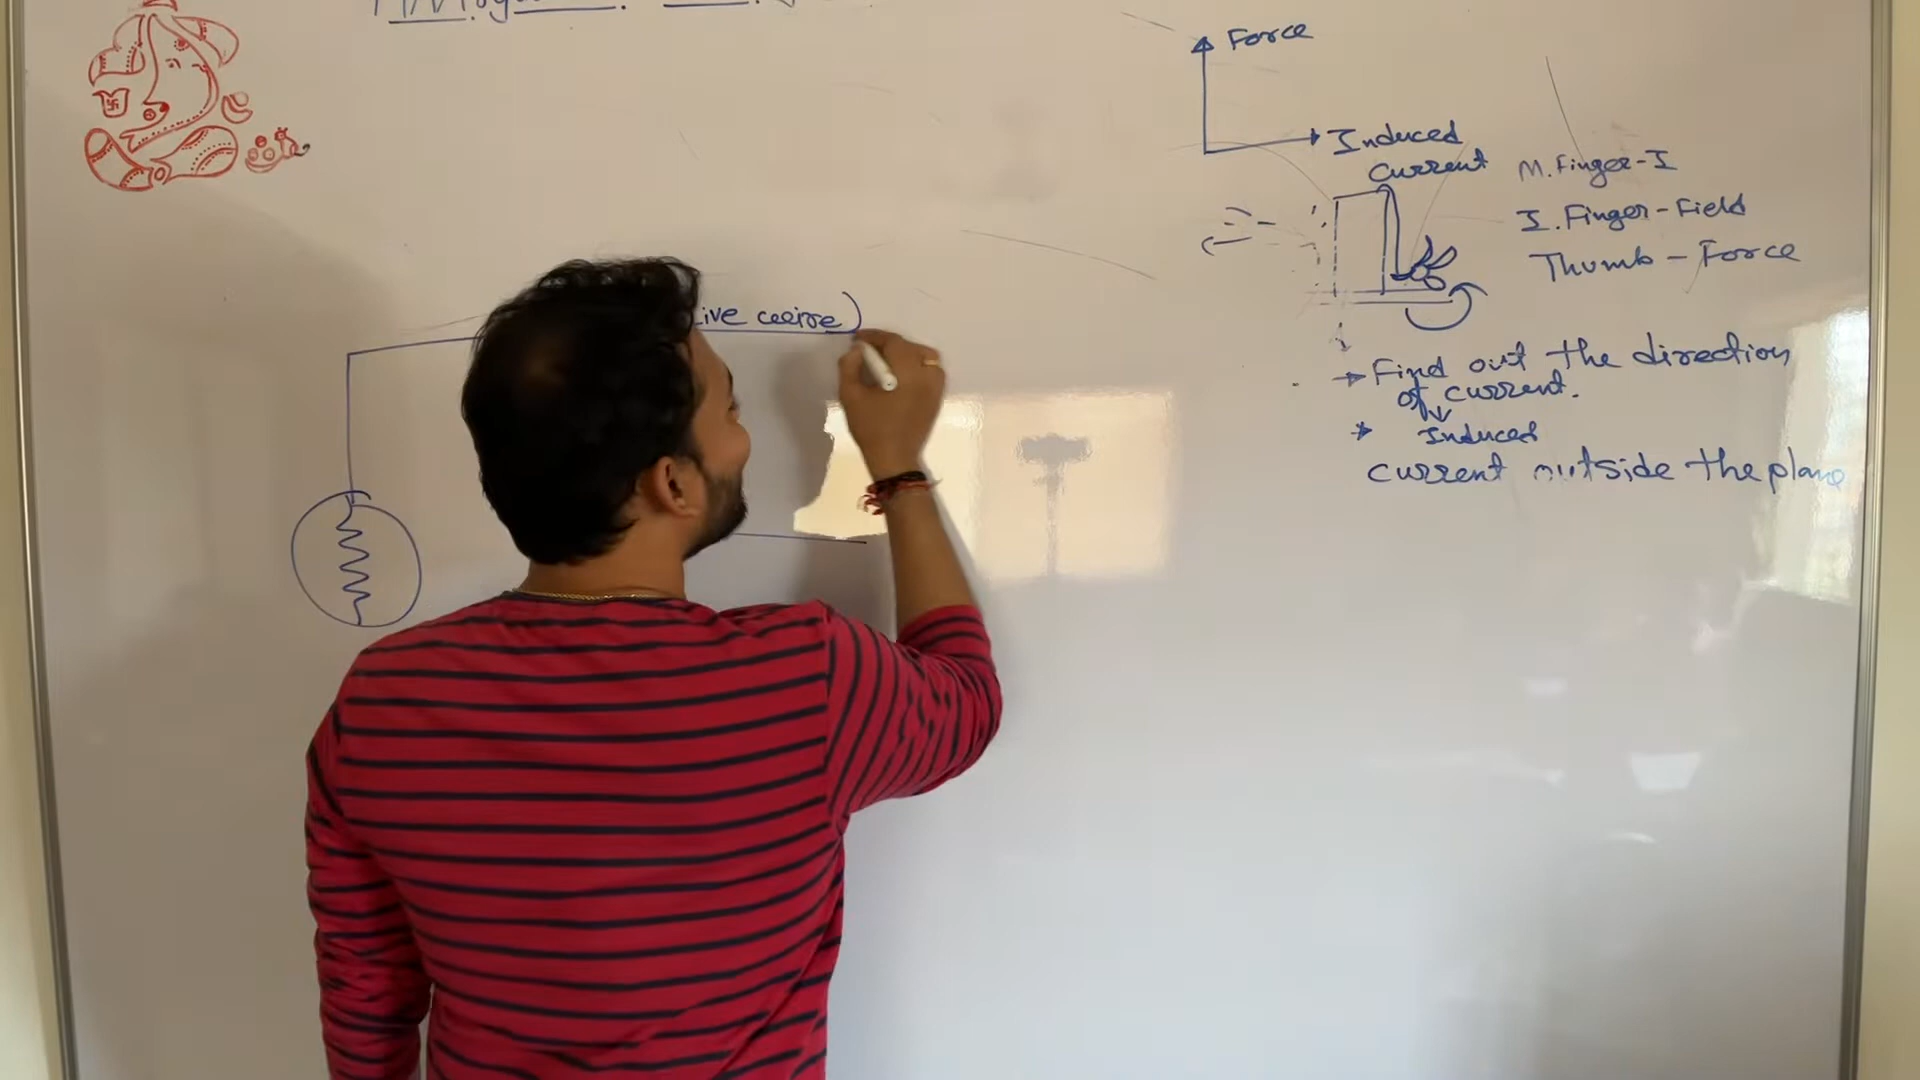 Force
Induced
current
M. Finger-I
I. Finger-Field
Thumb - Force
ive weire)
→ Find out the direction
of current.
Induced
current outside the plane